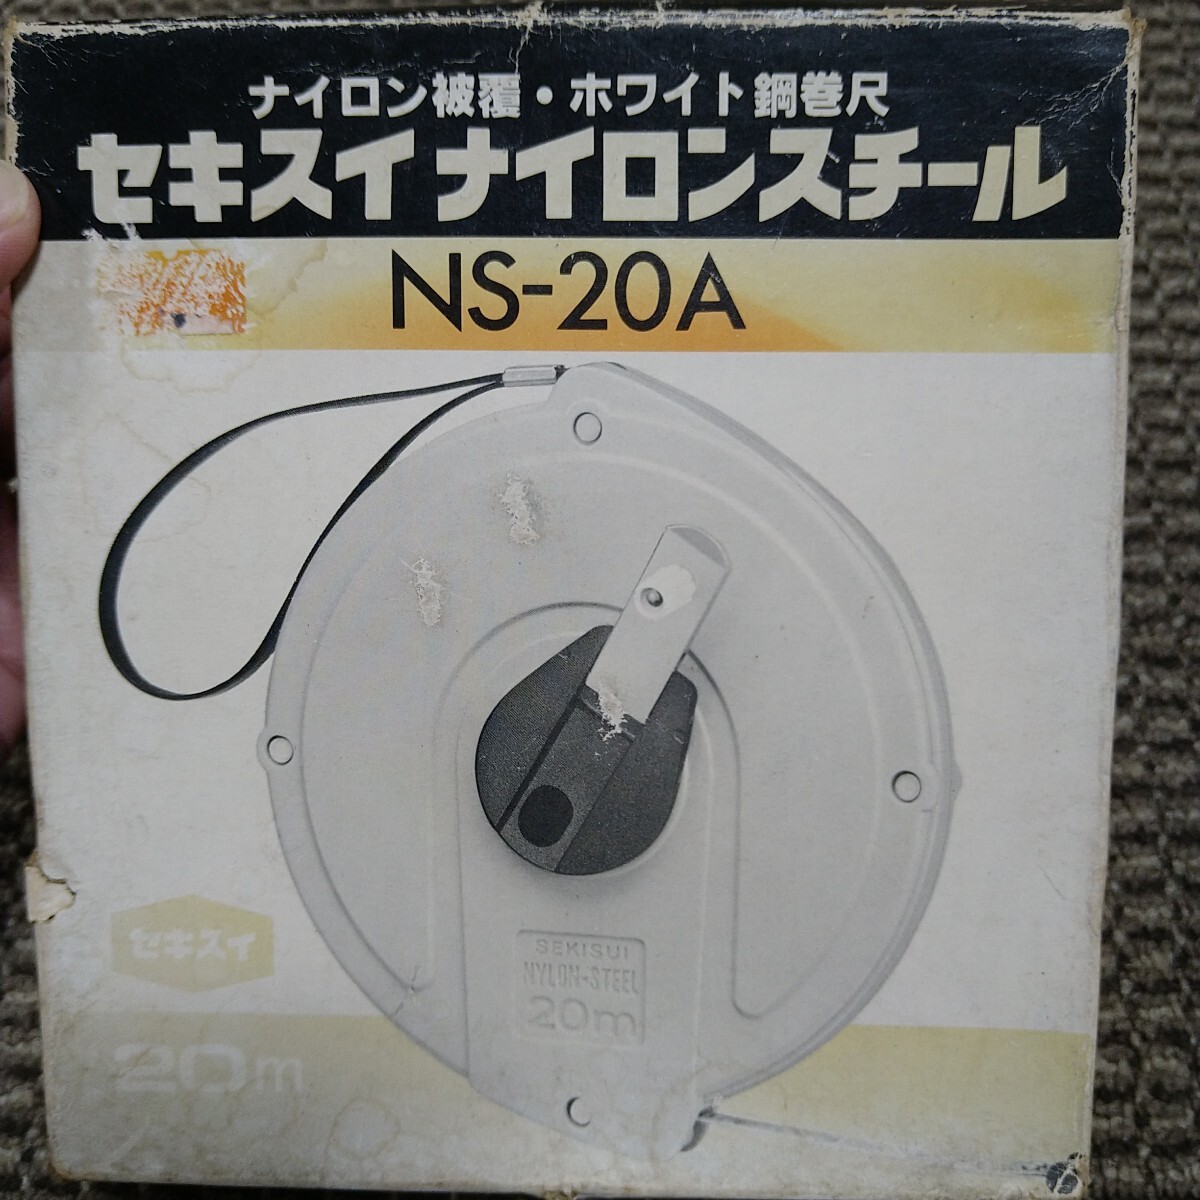 ナイロン被覆・ホワイト鋼巻尺
セキスイナイロンスチール
NS-20A
SEKISUI
NYLON-STEEL
20m
セキスイ
20m